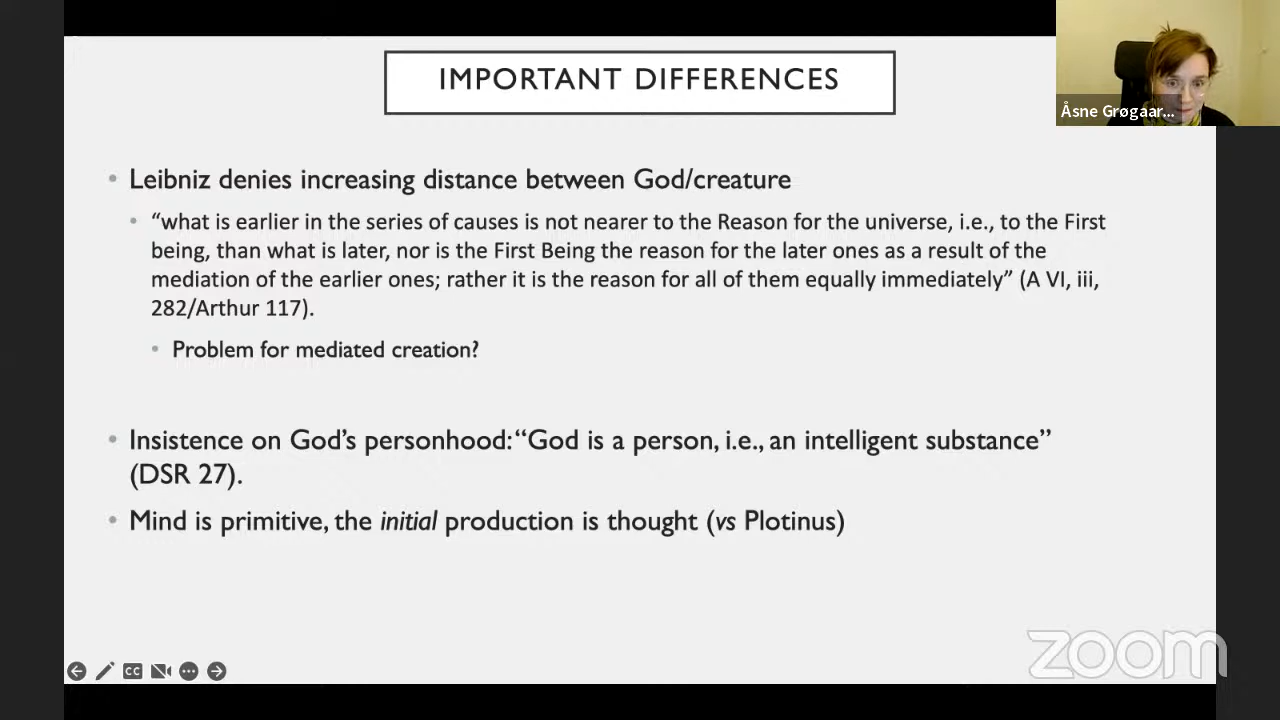 IMPORTANT DIFFERENCES
Åsne Grøgaar...
• Leibniz denies increasing distance between God/creature
• “what is earlier in the series of causes is not nearer to the Reason for the universe, i.e., to the First
being, than what is later, nor is the First Being the reason for the later ones as a result of the
mediation of the earlier ones; rather it is the reason for all of them equally immediately” (A VI, iii,
282/Arthur 117).
• Problem for mediated creation?
• Insistence on God’s personhood: “God is a person, i.e., an intelligent substance”
(DSR 27).
• Mind is primitive, the initial production is thought (vs Plotinus)
CC
zoom